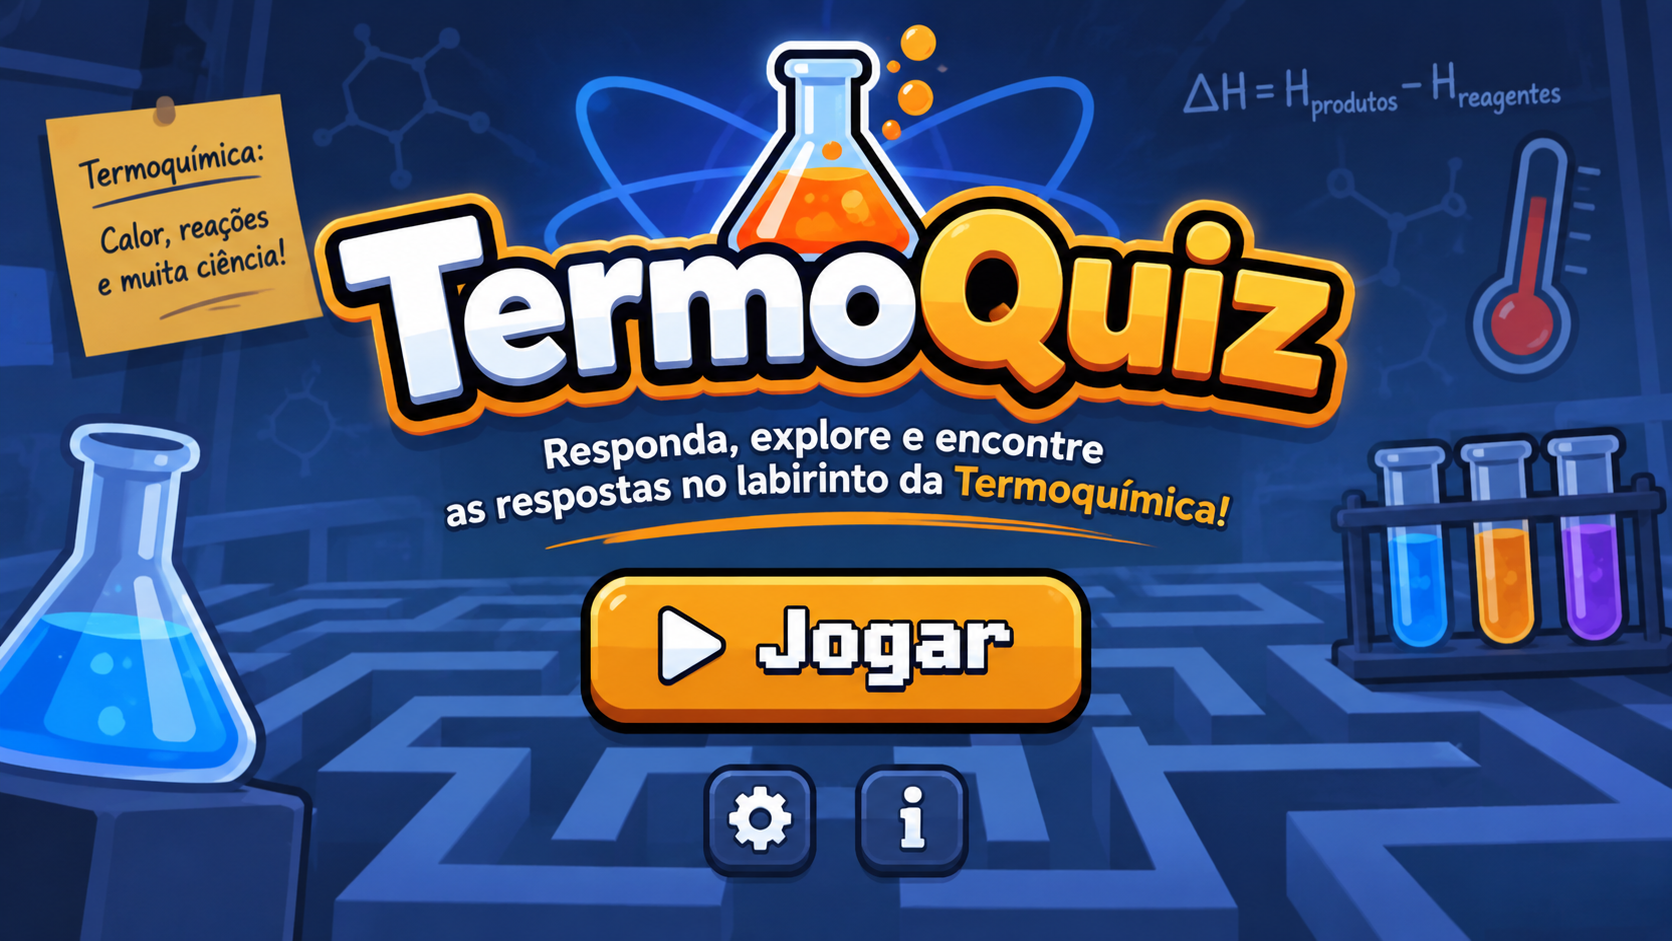 Termoquímica:
Calor, reações
e muita ciência!
ΔH = Hprodutos − Hreagentes
TermoQuiz
Responda, explore e encontre
as respostas no labirinto da Termoquímica!
Jogar
i